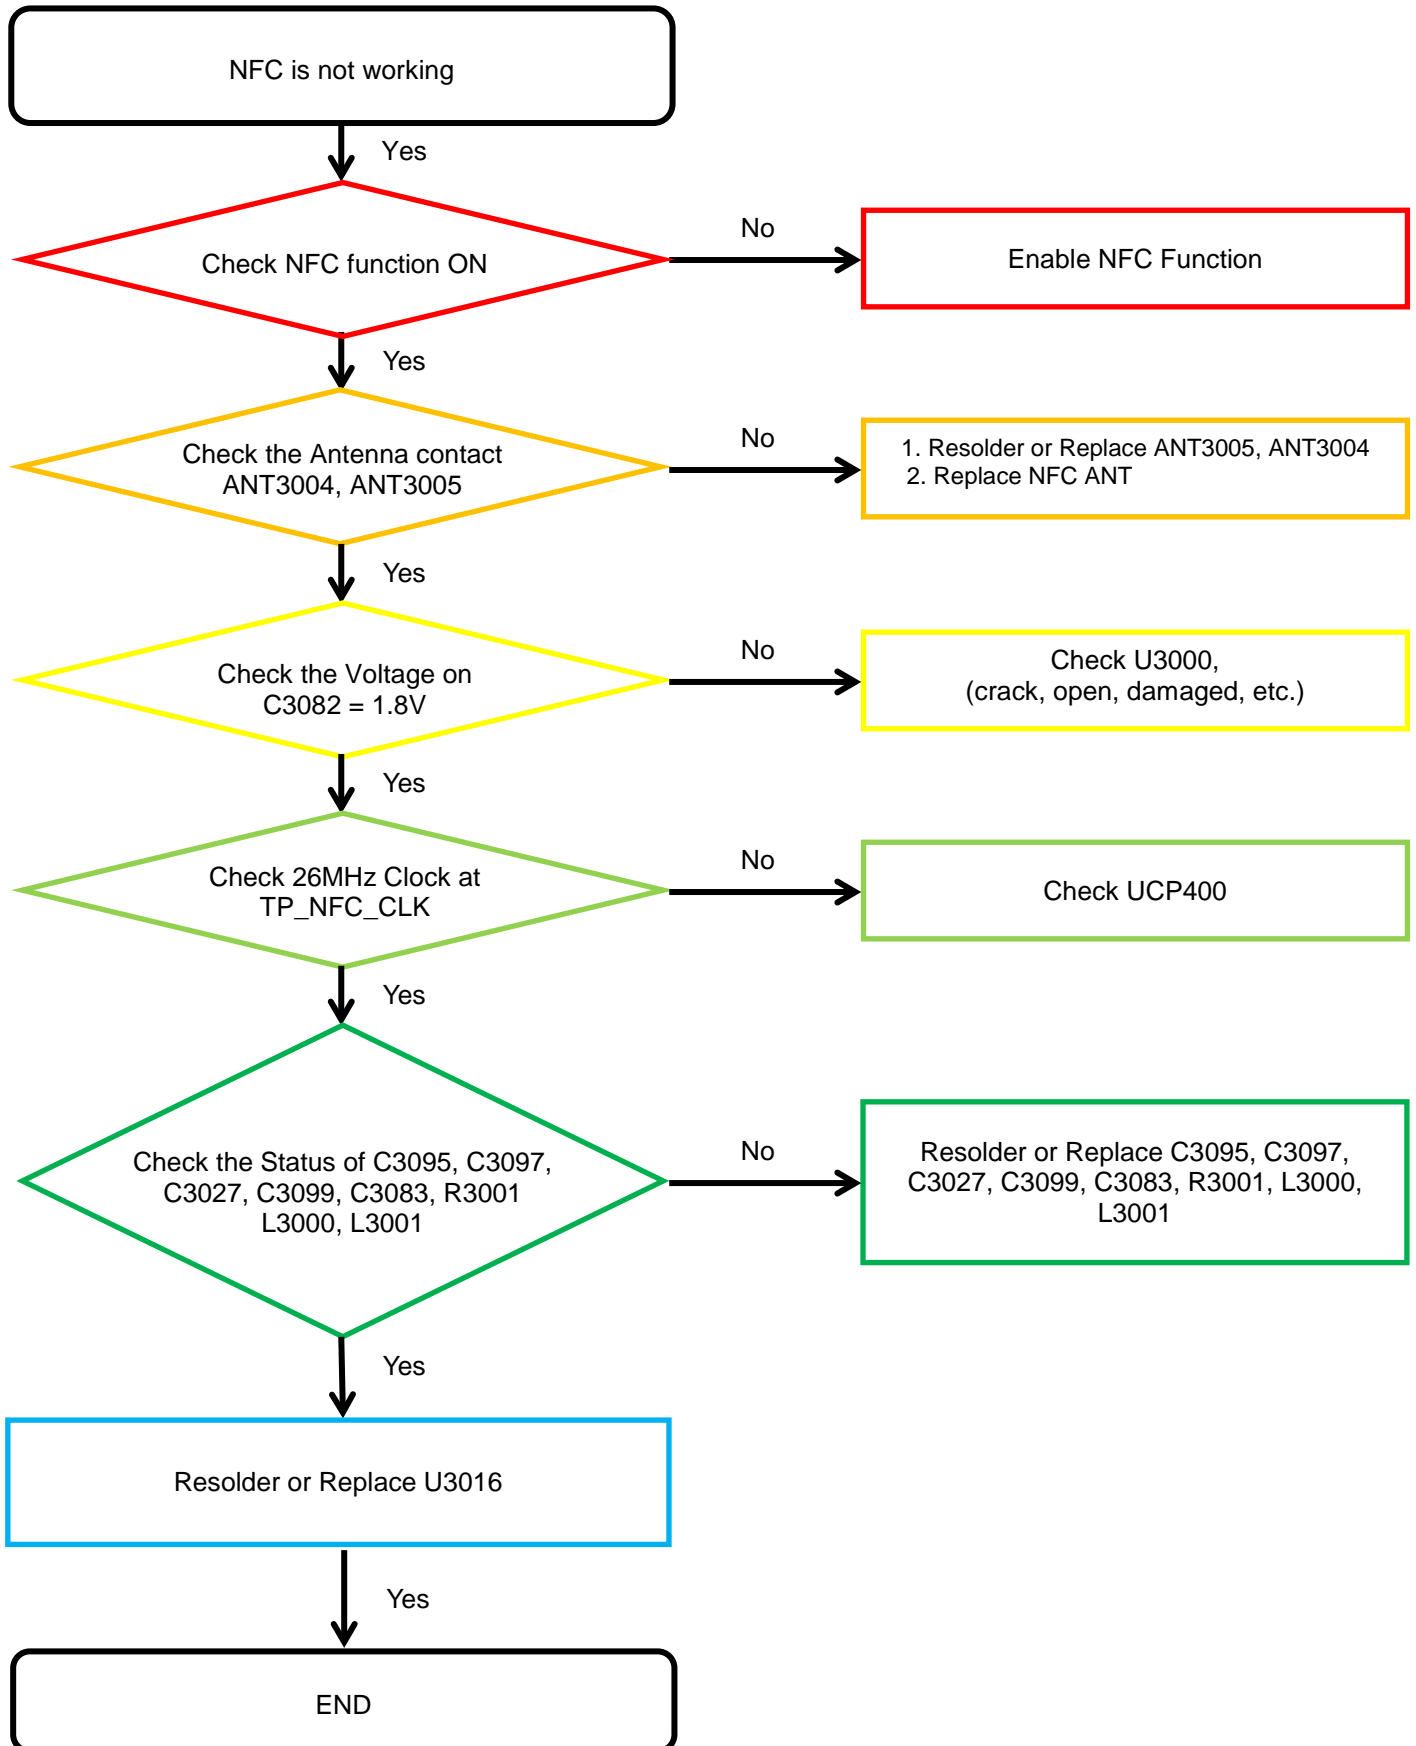 NFC is not working
Yes
Check NFC function ON
No
Enable NFC Function
Yes
Check the Antenna contact
ANT3004, ANT3005
No
1. Resolder or Replace ANT3005, ANT3004
2. Replace NFC ANT
Yes
Check the Voltage on
C3082 = 1.8V
No
Check U3000,
(crack, open, damaged, etc.)
Yes
Check 26MHz Clock at
TP_NFC_CLK
No
Check UCP400
Yes
Check the Status of C3095, C3097,
C3027, C3099, C3083, R3001
L3000, L3001
No
Resolder or Replace C3095, C3097,
C3027, C3099, C3083, R3001, L3000,
L3001
Yes
Resolder or Replace U3016
Yes
END